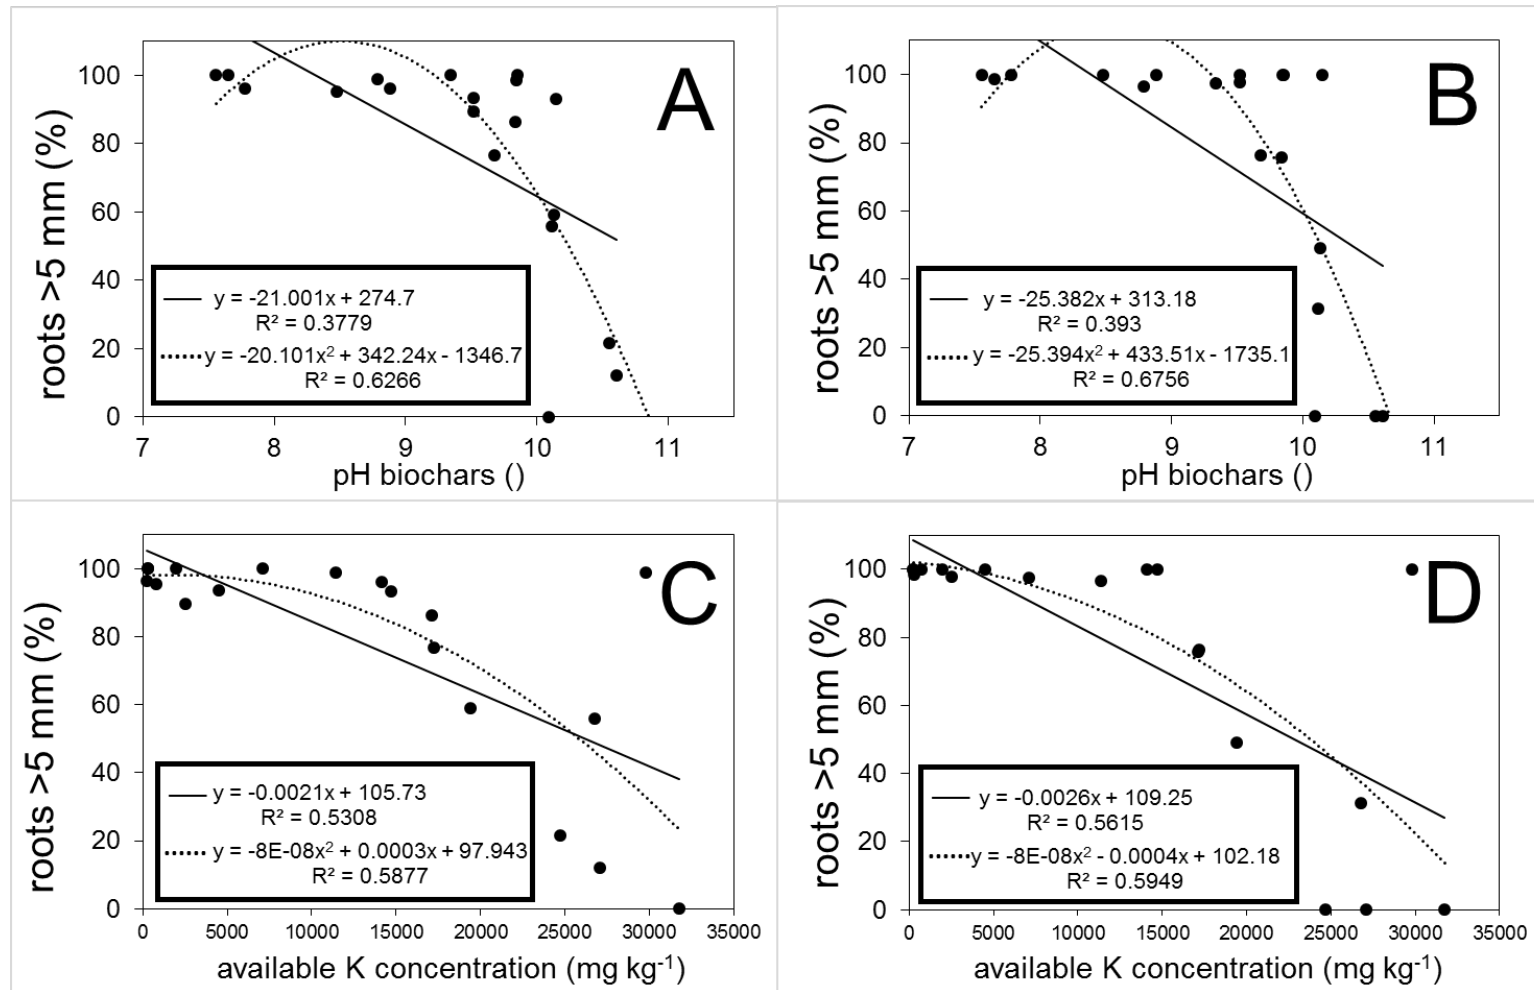 A
roots >5 mm (%)
100
80
60
40
20
0
y = -21.001x + 274.7
R² = 0.3779
y = -20.101x² + 342.24x - 1346.7
R² = 0.6266
7 8 9 10 11
pH biochars ()
B
roots >5 mm (%)
100
80
60
40
20
0
y = -25.382x + 313.18
R² = 0.393
y = -25.394x² + 433.51x - 1735.1
R² = 0.6756
7 8 9 10 11
pH biochars ()
C
roots >5 mm (%)
100
80
60
40
20
0
y = -0.0021x + 105.73
R² = 0.5308
y = -8E-08x² + 0.0003x + 97.943
R² = 0.5877
0 5000 10000 15000 20000 25000 30000 35000
available K concentration (mg kg⁻¹)
D
roots >5 mm (%)
100
80
60
40
20
0
y = -0.0026x + 109.25
R² = 0.5615
y = -8E-08x² - 0.0004x + 102.18
R² = 0.5949
0 5000 10000 15000 20000 25000 30000 35000
available K concentration (mg kg⁻¹)